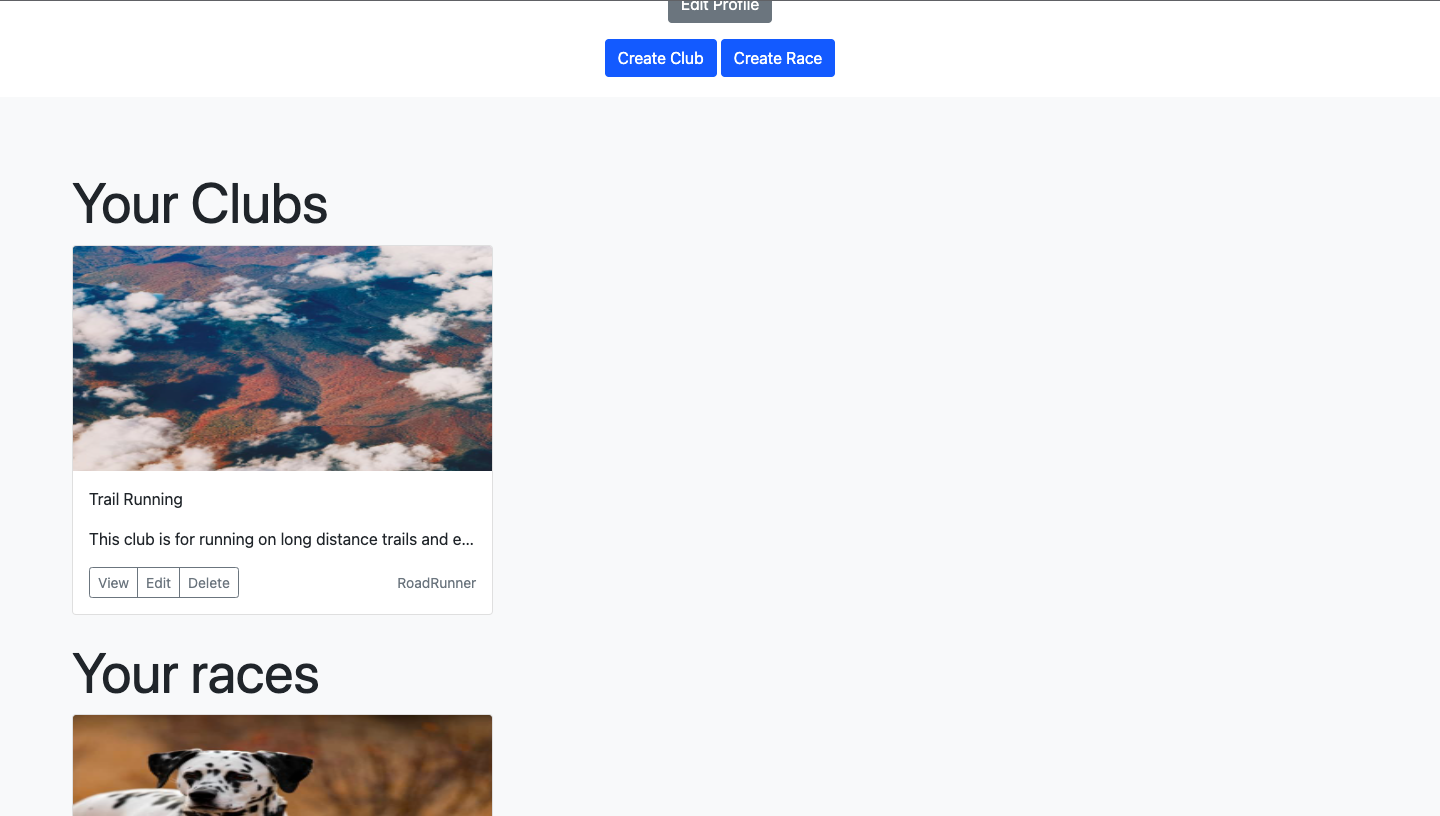 Edit Profile
Create Club Create Race
Your Clubs
Trail Running
This club is for running on long distance trails and e...
View Edit Delete RoadRunner
Your races